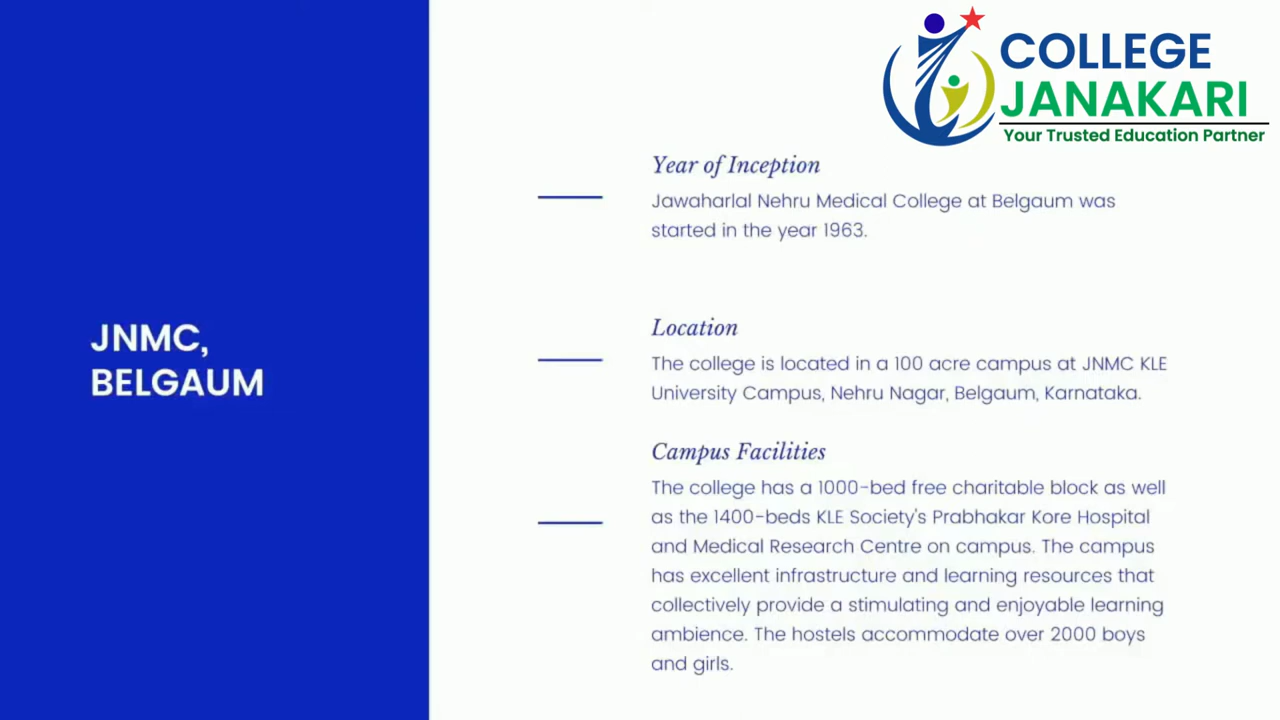 COLLEGE
JANAKARI
Your Trusted Education Partner
JNMC,
BELGAUM
Year of Inception
Jawaharlal Nehru Medical College at Belgaum was
started in the year 1963.
Location
The college is located in a 100 acre campus at JNMC KLE
University Campus, Nehru Nagar, Belgaum, Karnataka.
Campus Facilities
The college has a 1000-bed free charitable block as well
as the 1400-beds KLE Society's Prabhakar Kore Hospital
and Medical Research Centre on campus. The campus
has excellent infrastructure and learning resources that
collectively provide a stimulating and enjoyable learning
ambience. The hostels accommodate over 2000 boys
and girls.